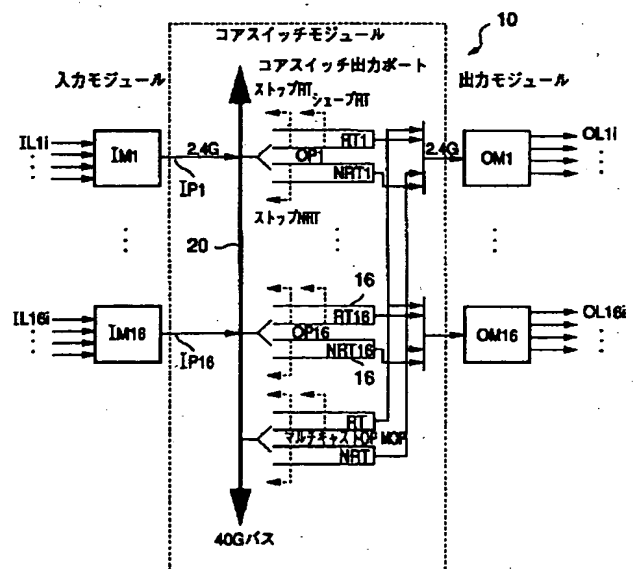 10
コアスイッチモジュール
入力モジュール
コアスイッチ出力ポート
出力モジュール
ストップRT
シェープRT
IL1i
IM1
2.4G
IP1
RT1
OP1
NRT1
2.4G
OM1
OL1i
ストップNRT
20
16
IL16i
IM16
IP16
RT16
OP16
NRT16
16
OM16
OL16i
RT
マルチキャスト
MOP
NRT
40Gバス